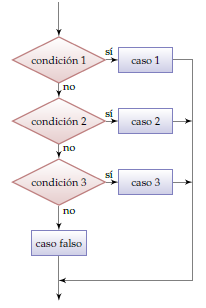 condición 1
sí
caso 1
no
condición 2
sí
caso 2
no
condición 3
sí
caso 3
no
caso falso